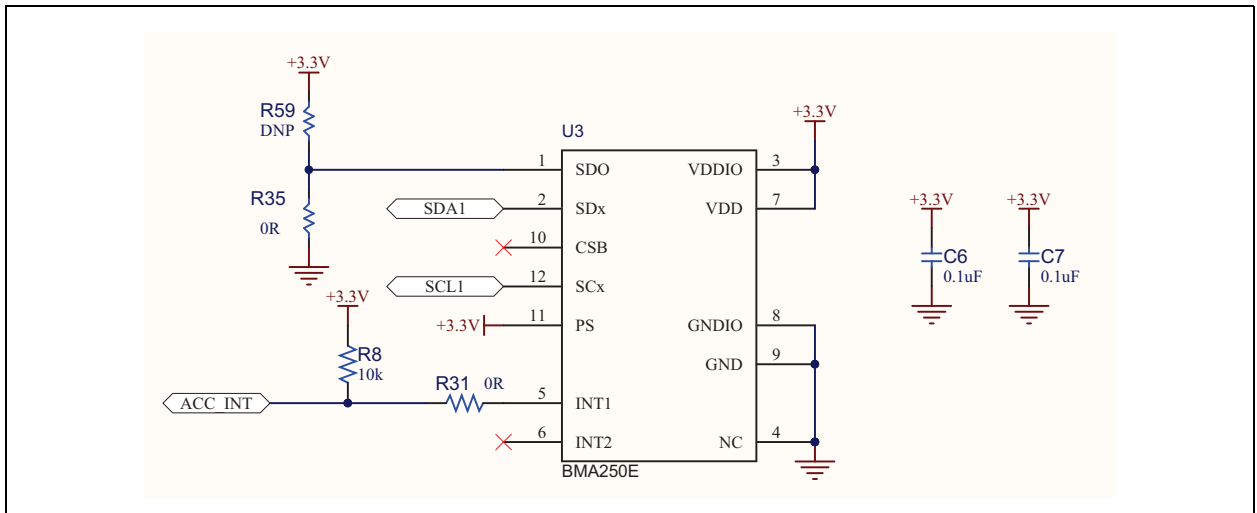 +3.3V
R59
DNP
R35
0R
U3
+3.3V
1 SDO VDDIO 3
SDA1 2 SDx VDD 7
10 CSB
SCL1 12 SCx
+3.3V 11 PS GNDIO 8
GND 9
+3.3V
R8
10k
ACC_INT R31 0R 5 INT1
6 INT2 NC 4
BMA250E
+3.3V +3.3V
C6 C7
0.1uF 0.1uF